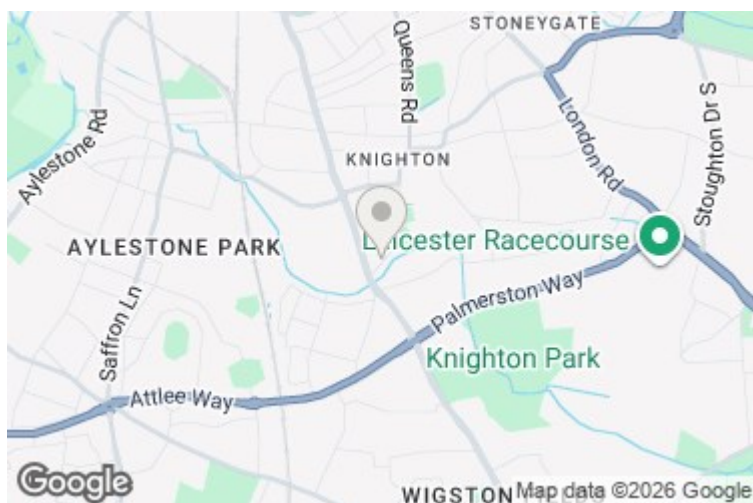 STONEYGATE
Queens Rd
London Rd
Stoughton Dr S
Aylestone Rd
KNIGHTON
AYLESTONE PARK
Leicester Racecourse
Saffron Ln
Palmerston Way
Knighton Park
Attlee Way
WIGSTON FIELDS
Google
Map data ©2026 Google